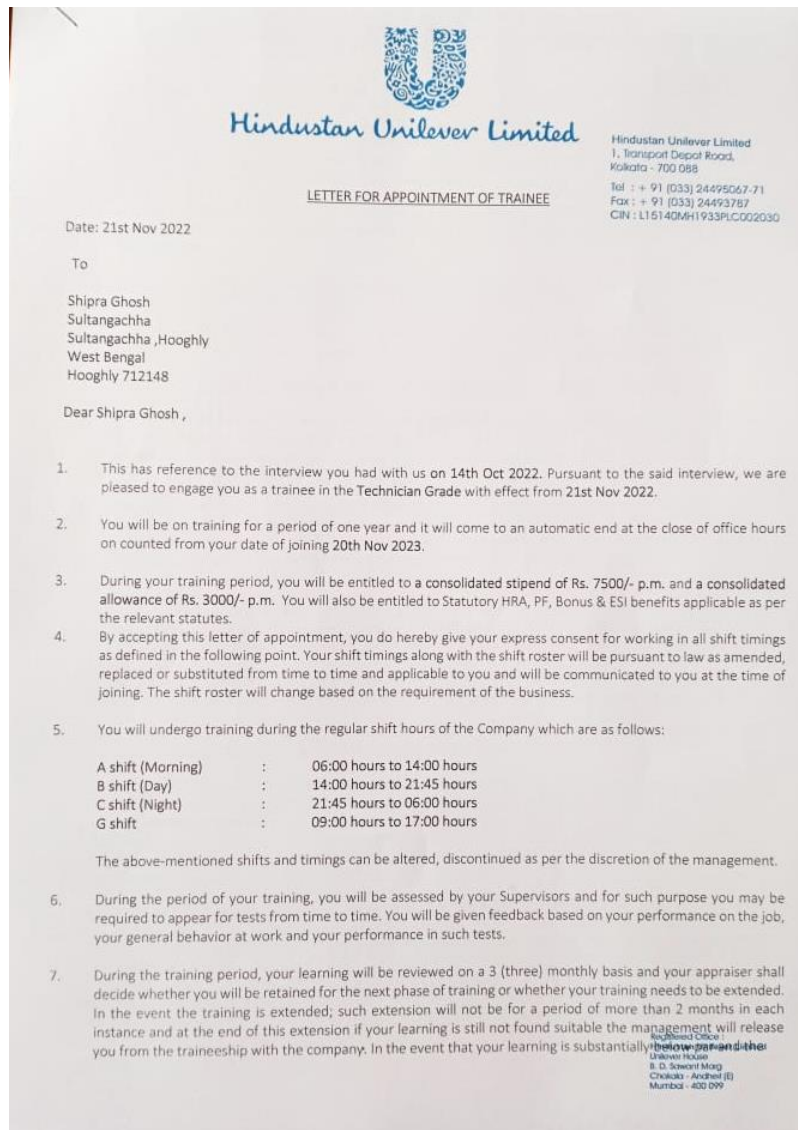 Hindustan Unilever Limited
Hindustan Unilever Limited
1, Transport Depot Road,
Kolkata - 700 088
Tel : + 91 (033) 24495067-71
Fax : + 91 (033) 24493787
CIN : L15140MH1933PLC002030
LETTER FOR APPOINTMENT OF TRAINEE
Date: 21st Nov 2022
To
Shipra Ghosh
Sultangachha
Sultangachha ,Hooghly
West Bengal
Hooghly 712148
Dear Shipra Ghosh ,
1. This has reference to the interview you had with us on 14th Oct 2022. Pursuant to the said interview, we are
pleased to engage you as a trainee in the Technician Grade with effect from 21st Nov 2022.
2. You will be on training for a period of one year and it will come to an automatic end at the close of office hours
on counted from your date of joining 20th Nov 2023.
3. During your training period, you will be entitled to a consolidated stipend of Rs. 7500/- p.m. and a consolidated
allowance of Rs. 3000/- p.m. You will also be entitled to Statutory HRA, PF, Bonus & ESI benefits applicable as per
the relevant statutes.
4. By accepting this letter of appointment, you do hereby give your express consent for working in all shift timings
as defined in the following point. Your shift timings along with the shift roster will be pursuant to law as amended,
replaced or substituted from time to time and applicable to you and will be communicated to you at the time of
joining. The shift roster will change based on the requirement of the business.
5. You will undergo training during the regular shift hours of the Company which are as follows:
A shift (Morning) : 06:00 hours to 14:00 hours
B shift (Day) : 14:00 hours to 21:45 hours
C shift (Night) : 21:45 hours to 06:00 hours
G shift : 09:00 hours to 17:00 hours
The above-mentioned shifts and timings can be altered, discontinued as per the discretion of the management.
6. During the period of your training, you will be assessed by your Supervisors and for such purpose you may be
required to appear for tests from time to time. You will be given feedback based on your performance on the job,
your general behavior at work and your performance in such tests.
7. During the training period, your learning will be reviewed on a 3 (three) monthly basis and your appraiser shall
decide whether you will be retained for the next phase of training or whether your training needs to be extended.
In the event the training is extended; such extension will not be for a period of more than 2 months in each
instance and at the end of this extension if your learning is still not found suitable the management will release
you from the traineeship with the company. In the event that your learning is substantially below par and the
Registered Office :
Unilever House
B. D. Sawant Marg
Chakala - Andheri (E)
Mumbai - 400 099